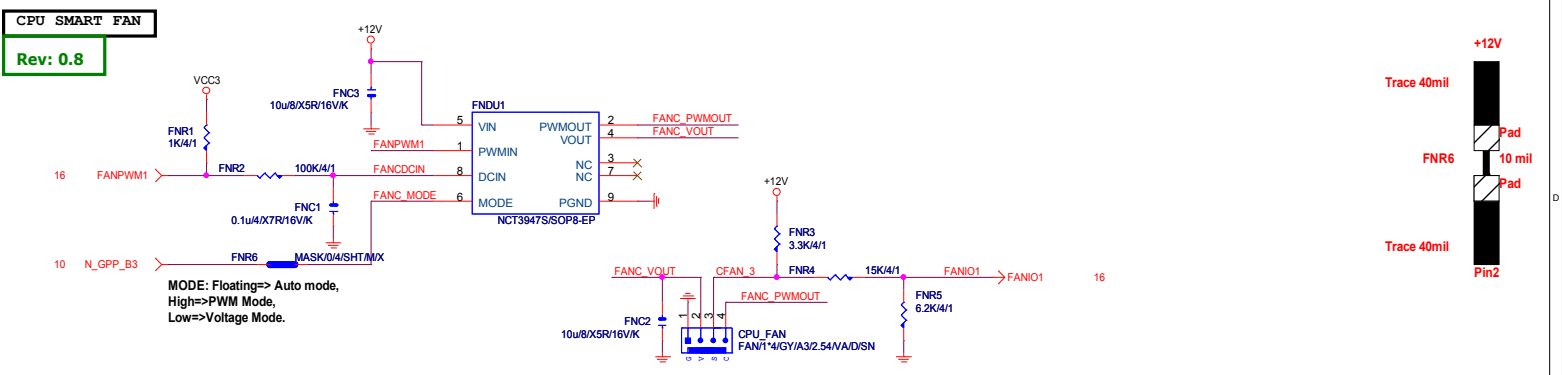 CPU SMART FAN
Rev: 0.8
+12V
VCC3
FNC3
10u/8/X5R/16V/K
FNR1
1K/4/1
FNDU1
5 VIN
1 PWMIN
8 DCIN
6 MODE
PWMOUT 2
VOUT 4
NC 3
NC 7
PGND 9
NCT3947S/SOP8-EP
FANC_PWMOUT
FANC_VOUT
FANPWM1
16 FANPWM1
FNR2 100K/4/1
FANCDCIN
FANC_MODE
FNC1
0.1u/4/X7R/16V/K
10 N_GPP_B3
FNR6 MASK/0/4/SHT/M/X
MODE: Floating=> Auto mode,
High=>PWM Mode,
Low=>Voltage Mode.
+12V
FNR3
3.3K/4/1
FANC_VOUT
CFAN_3
FNR4 15K/4/1
FANIO1
FANIO1 16
FANC_PWMOUT
FNR5
6.2K/4/1
FNC2
10u/8/X5R/16V/K
1 2 3 4
CPU_FAN
FAN/1*4/GY/A3/2.54/VA/D/SN
G V S C
+12V
Trace 40mil
Pad
FNR6 10 mil
Pad
Trace 40mil
Pin2
D